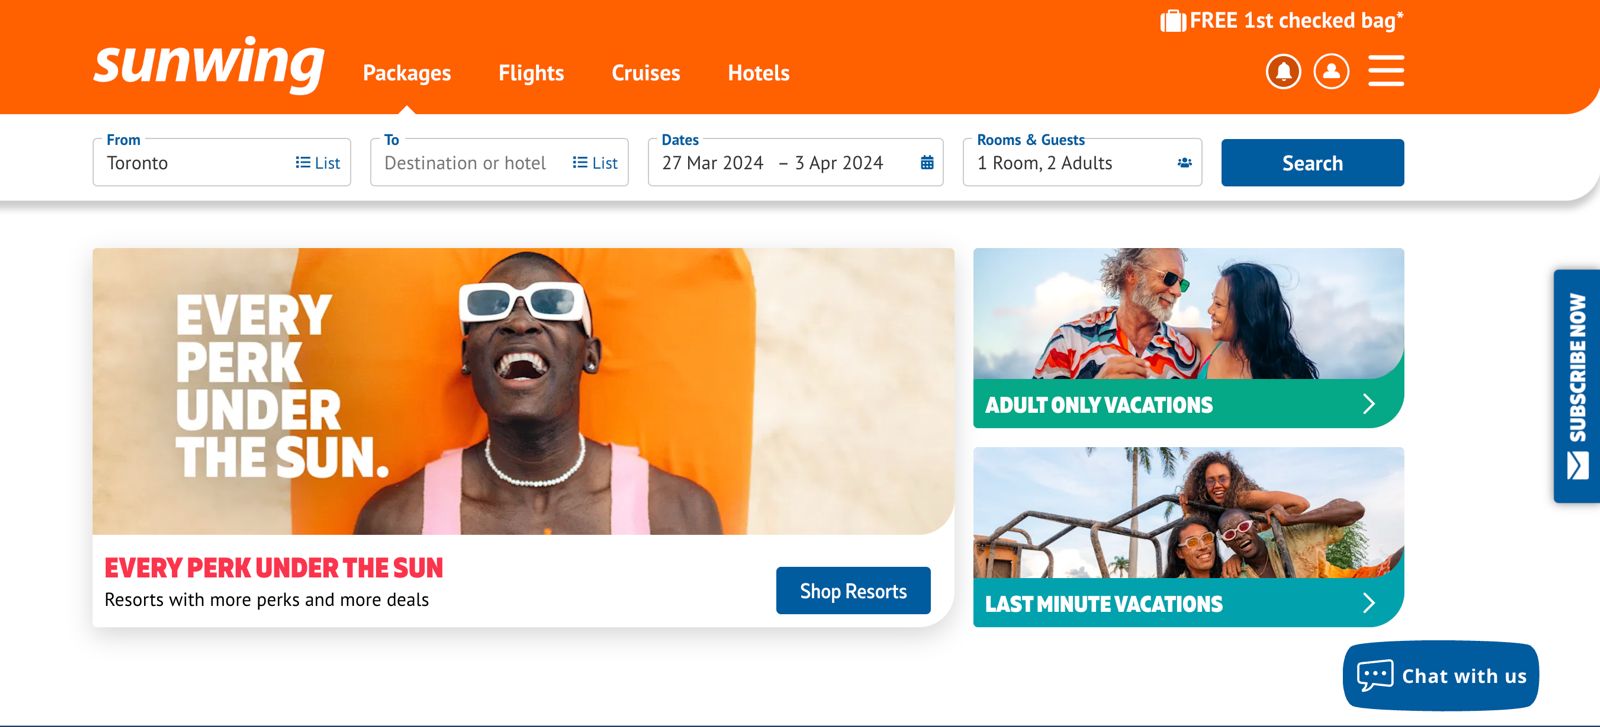 FREE 1st checked bag*
sunwing
Packages
Flights
Cruises
Hotels
From
Toronto
List
To
Destination or hotel
List
Dates
27 Mar 2024 – 3 Apr 2024
Rooms & Guests
1 Room, 2 Adults
Search
EVERY
PERK
UNDER
THE SUN.
EVERY PERK UNDER THE SUN
Resorts with more perks and more deals
Shop Resorts
ADULT ONLY VACATIONS
LAST MINUTE VACATIONS
SUBSCRIBE NOW
Chat with us